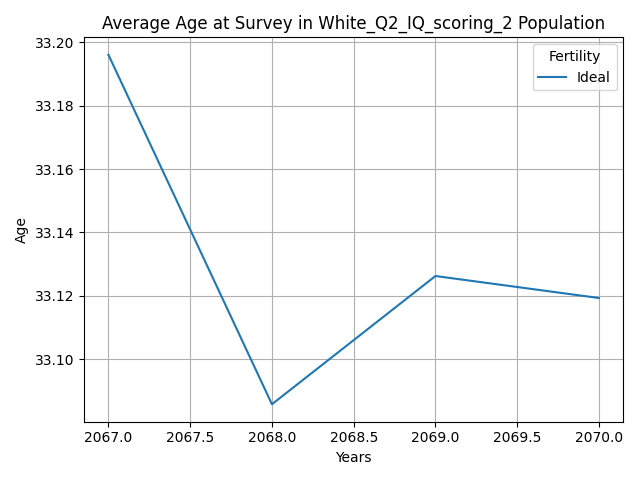 Average Age at Survey in White_Q2_IQ_scoring_2 Population
33.20
33.18
33.16
33.14
33.12
33.10
Age
Fertility
Ideal
2067.0 2067.5 2068.0 2068.5 2069.0 2069.5 2070.0
Years